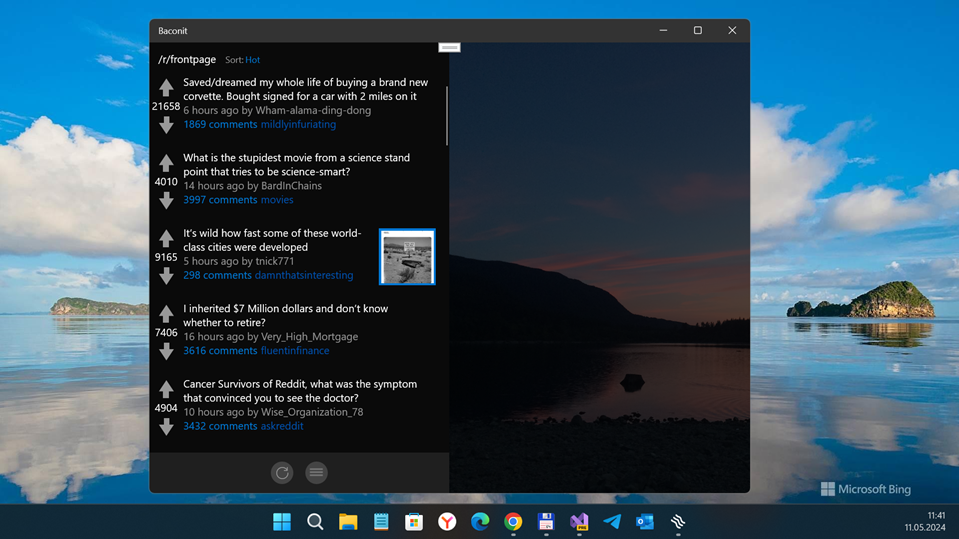 Baconit
/r/frontpage Sort: Hot
Saved/dreamed my whole life of buying a brand new
corvette. Bought signed for a car with 2 miles on it
21658
6 hours ago by Wham-alama-ding-dong
1869 comments mildlyinfuriating
What is the stupidest movie from a science stand
point that tries to be science-smart?
4010
14 hours ago by BardInChains
3997 comments movies
It's wild how fast some of these world-
class cities were developed
9165
5 hours ago by tnick771
298 comments damnthatsinteresting
I inherited $7 Million dollars and don't know
whether to retire?
7406
16 hours ago by Very_High_Mortgage
3616 comments fluentinfinance
Cancer Survivors of Reddit, what was the symptom
that convinced you to see the doctor?
4904
10 hours ago by Wise_Organization_78
3432 comments askreddit
Microsoft Bing
11:41
11.05.2024